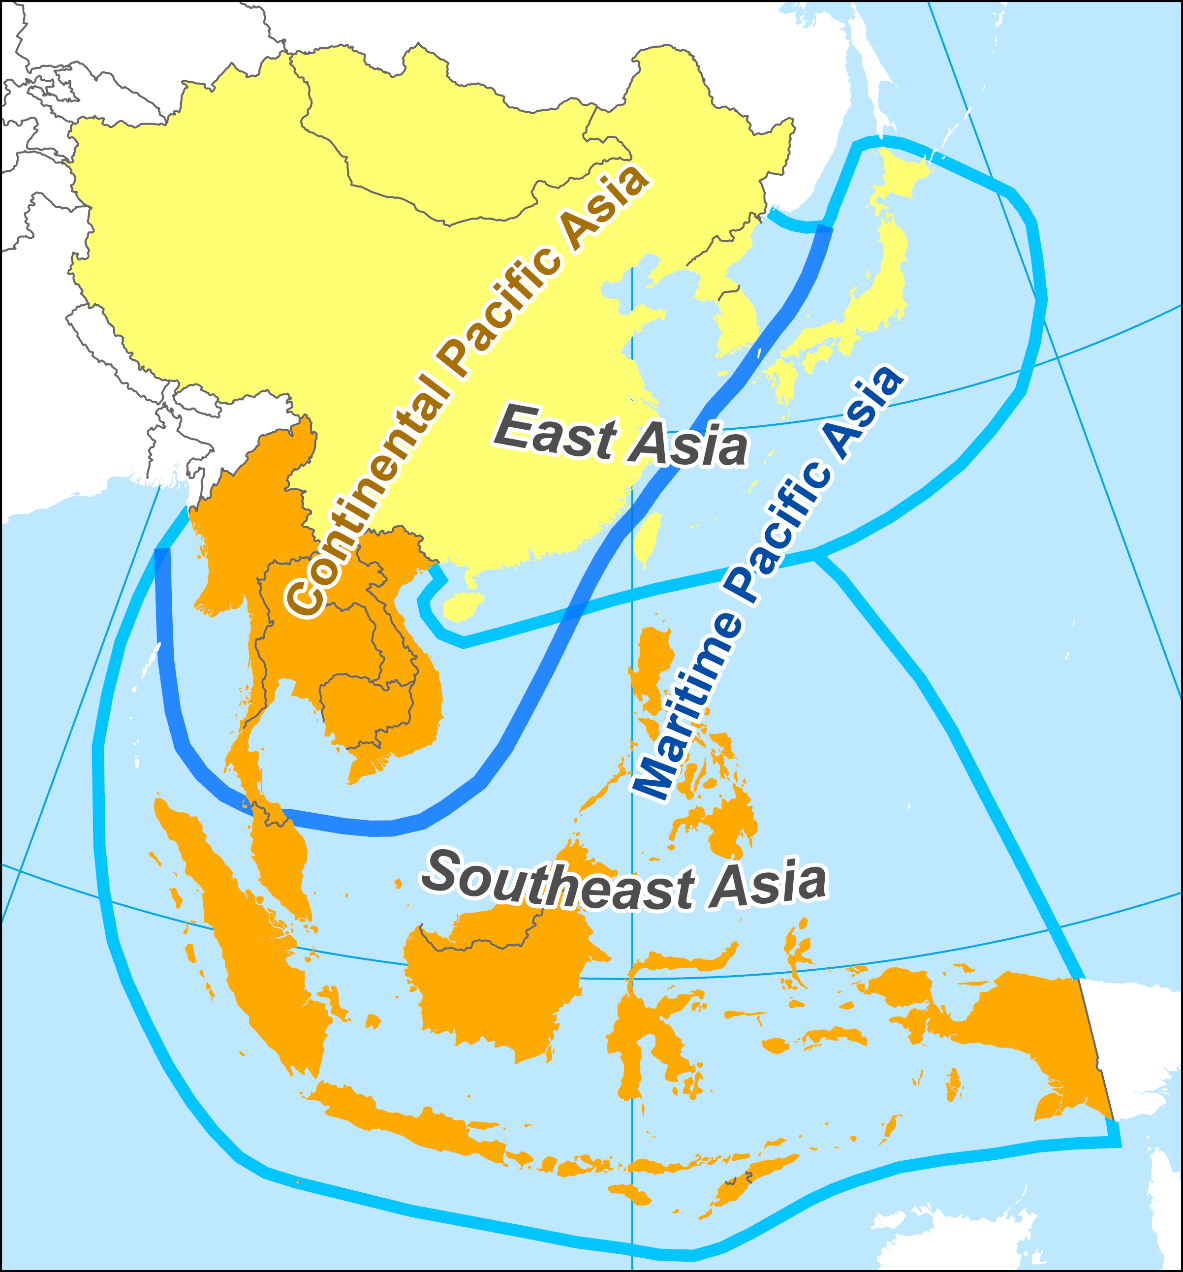 Continental Pacific Asia
East Asia
Maritime Pacific Asia
Southeast Asia